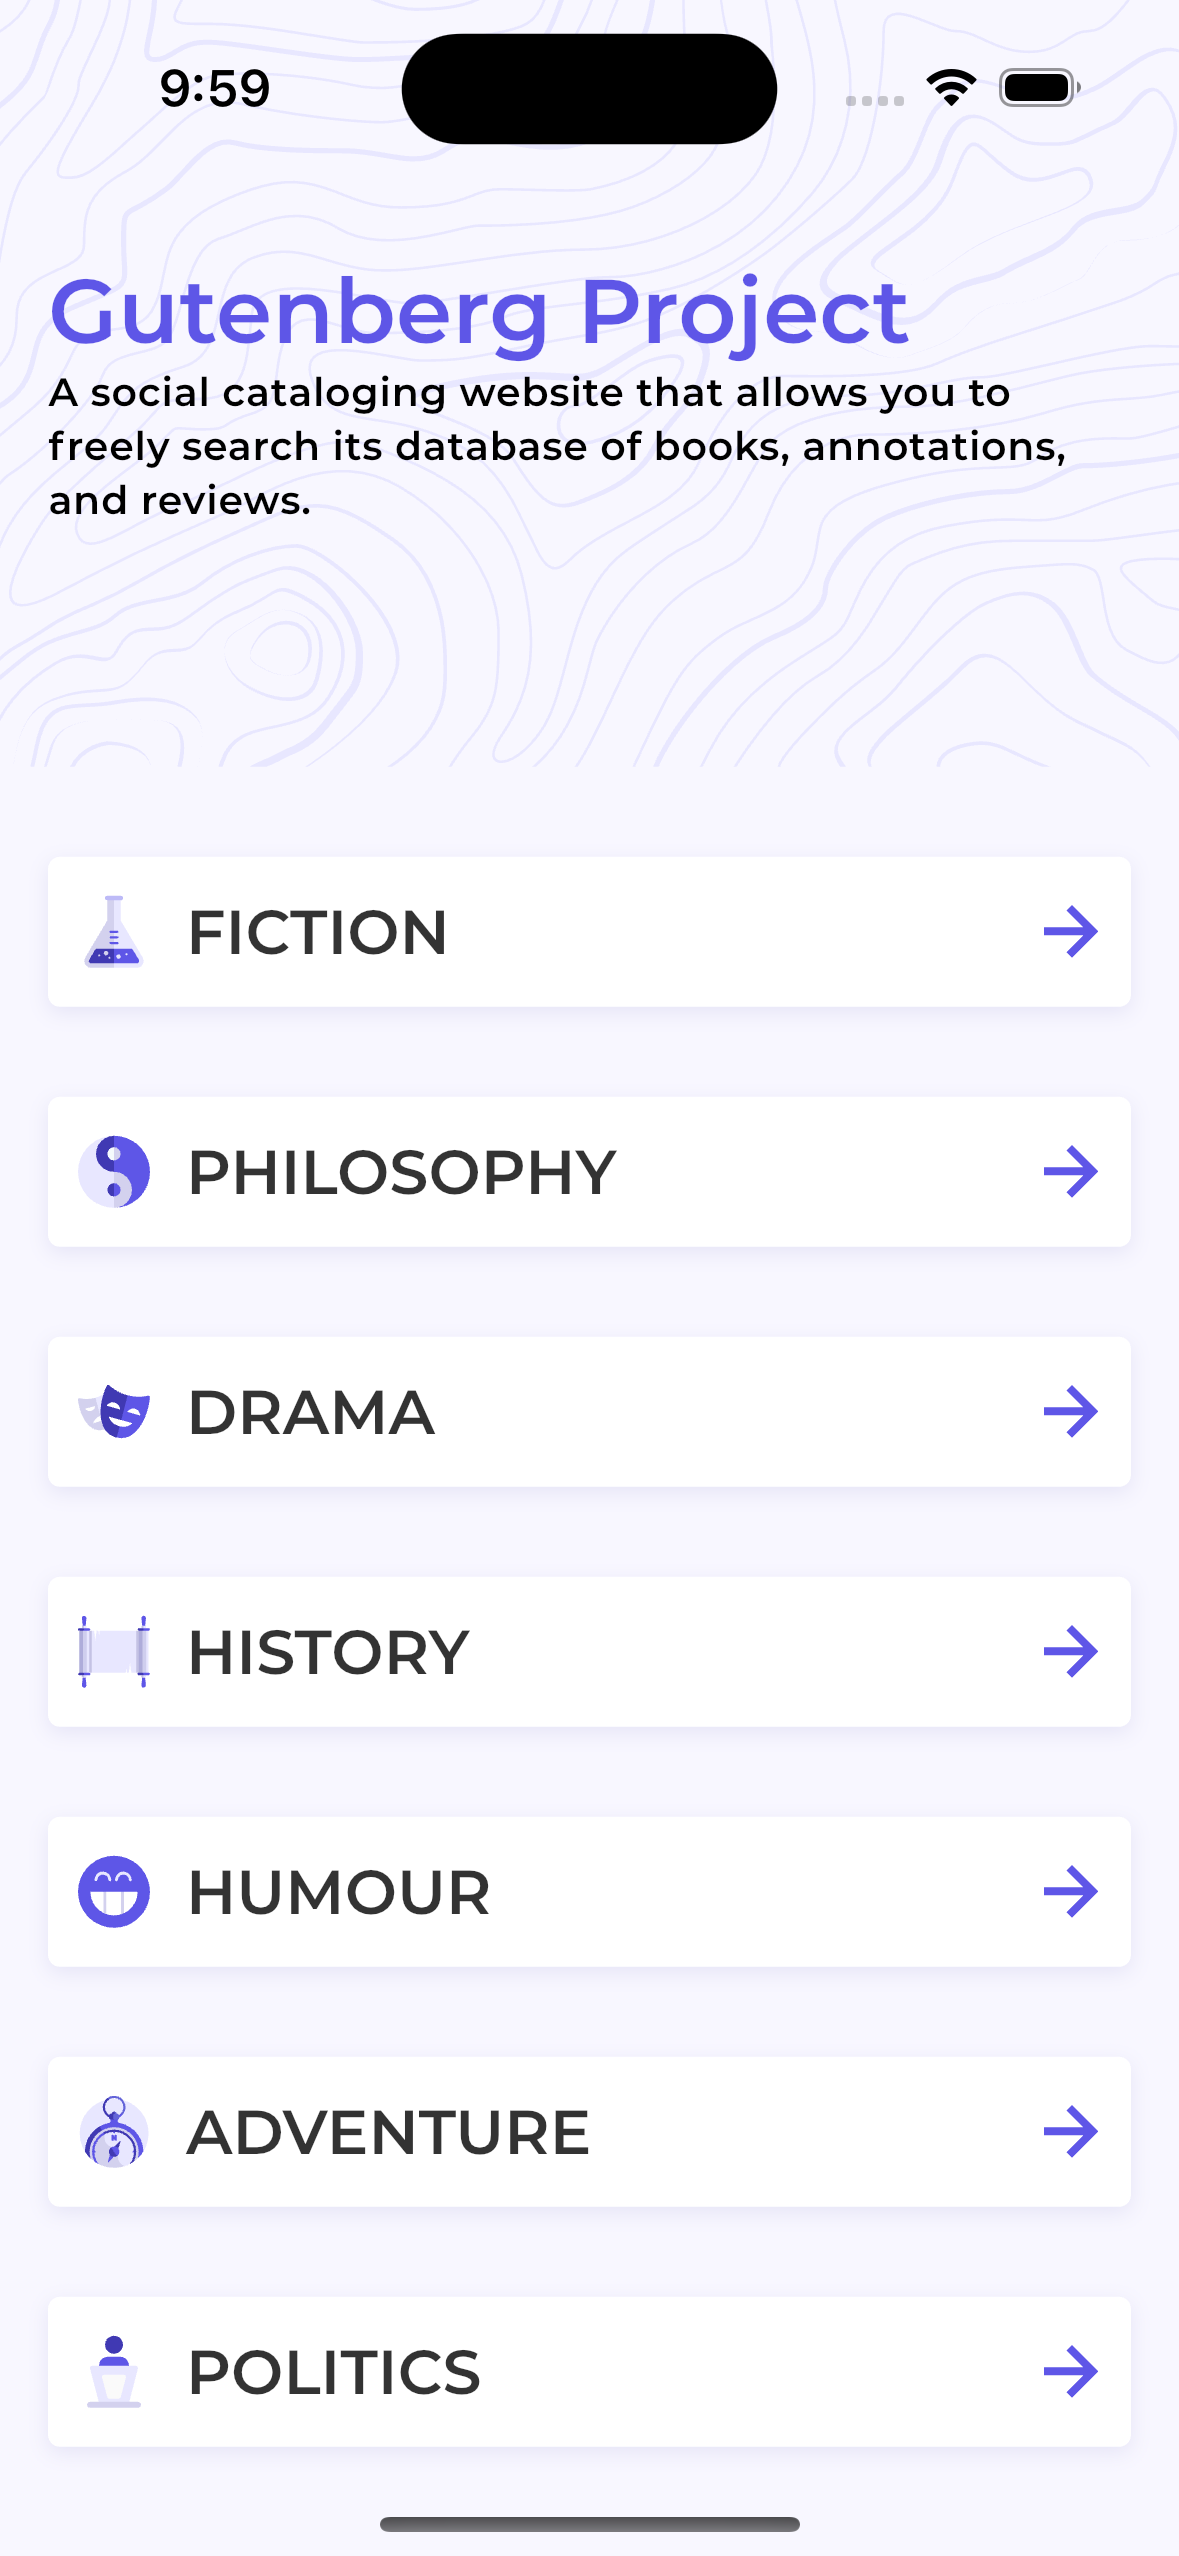 9:59
Gutenberg Project
A social cataloging website that allows you to
freely search its database of books, annotations,
and reviews.
FICTION
PHILOSOPHY
DRAMA
HISTORY
HUMOUR
ADVENTURE
POLITICS